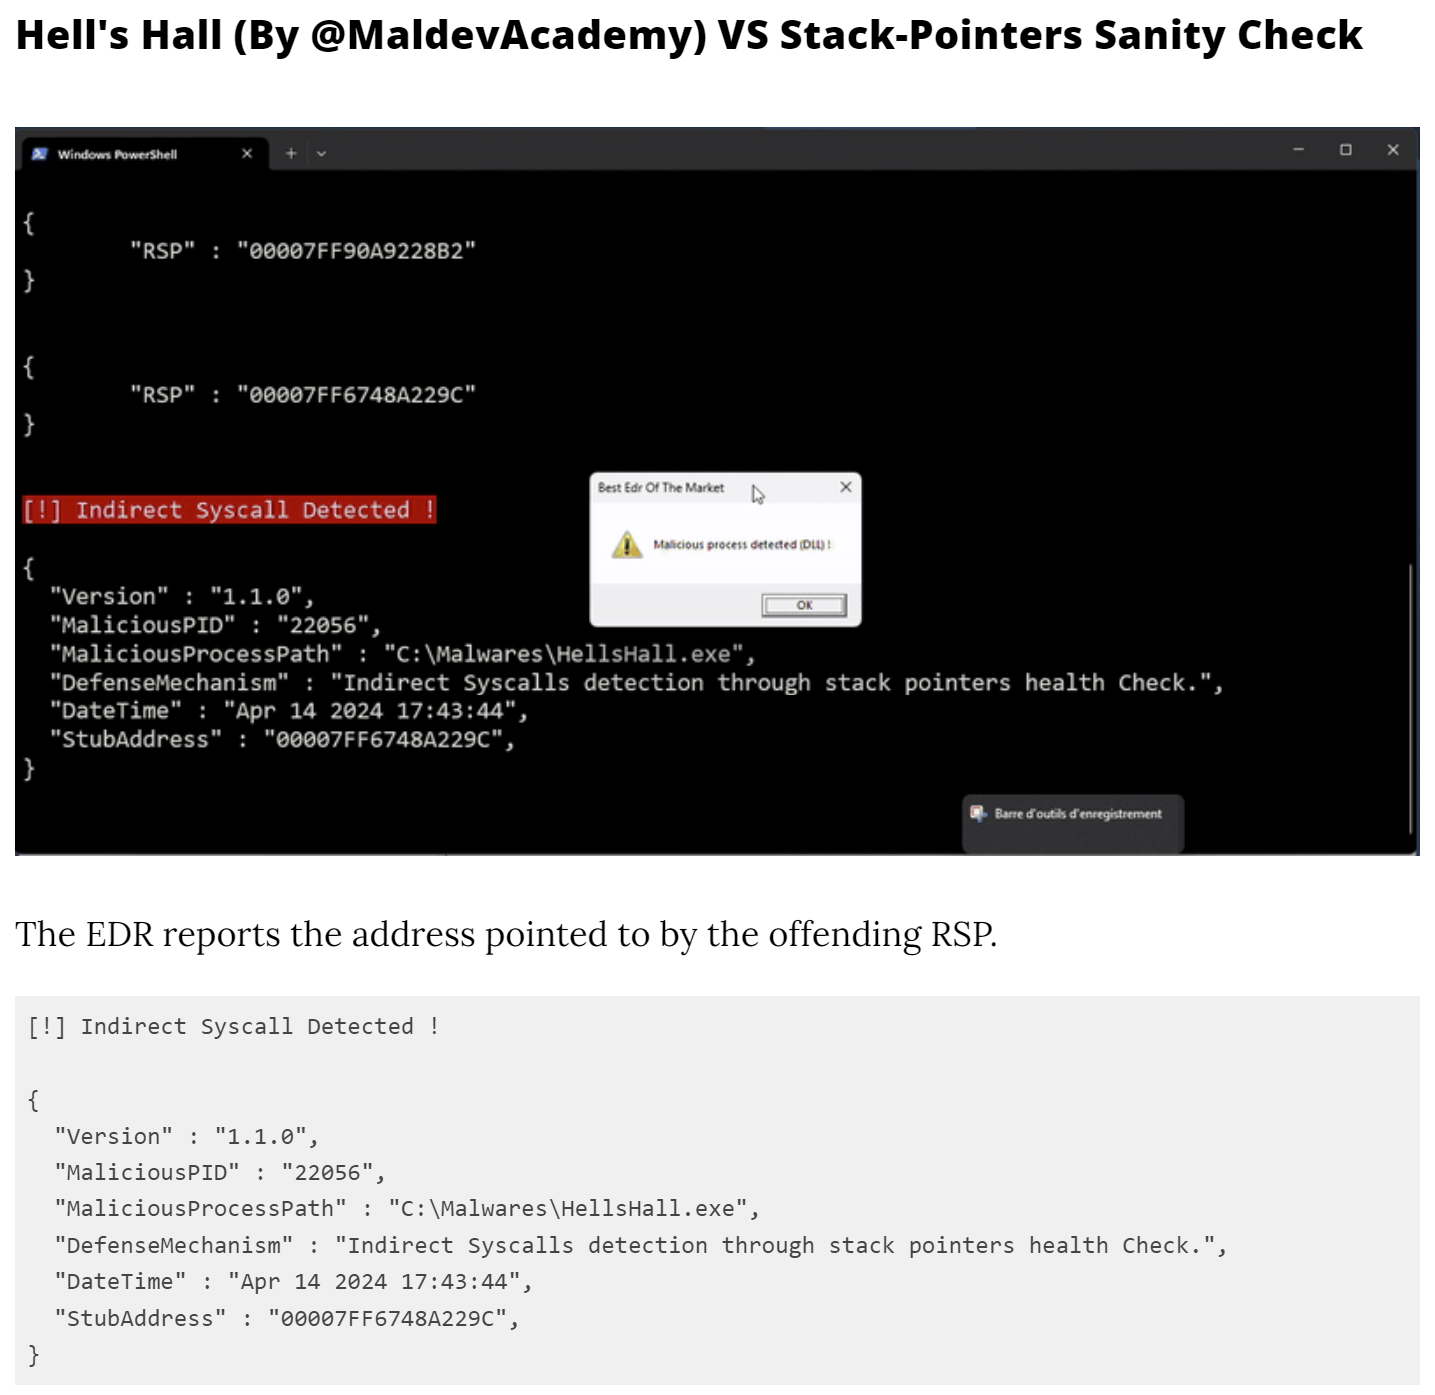 Hell's Hall (By @MaldevAcademy) VS Stack-Pointers Sanity Check
Windows PowerShell
{
"RSP" : "00007FF90A9228B2"
}
{
"RSP" : "00007FF6748A229C"
}
[!] Indirect Syscall Detected !
Best Edr Of The Market
Malicious process detected (DLL) !
OK
{
"Version" : "1.1.0",
"MaliciousPID" : "22056",
"MaliciousProcessPath" : "C:\Malwares\HellsHall.exe",
"DefenseMechanism" : "Indirect Syscalls detection through stack pointers health Check.",
"DateTime" : "Apr 14 2024 17:43:44",
"StubAddress" : "00007FF6748A229C",
}
Barre d'outils d'enregistrement
The EDR reports the address pointed to by the offending RSP.
[!] Indirect Syscall Detected !
{
"Version" : "1.1.0",
"MaliciousPID" : "22056",
"MaliciousProcessPath" : "C:\Malwares\HellsHall.exe",
"DefenseMechanism" : "Indirect Syscalls detection through stack pointers health Check.",
"DateTime" : "Apr 14 2024 17:43:44",
"StubAddress" : "00007FF6748A229C",
}